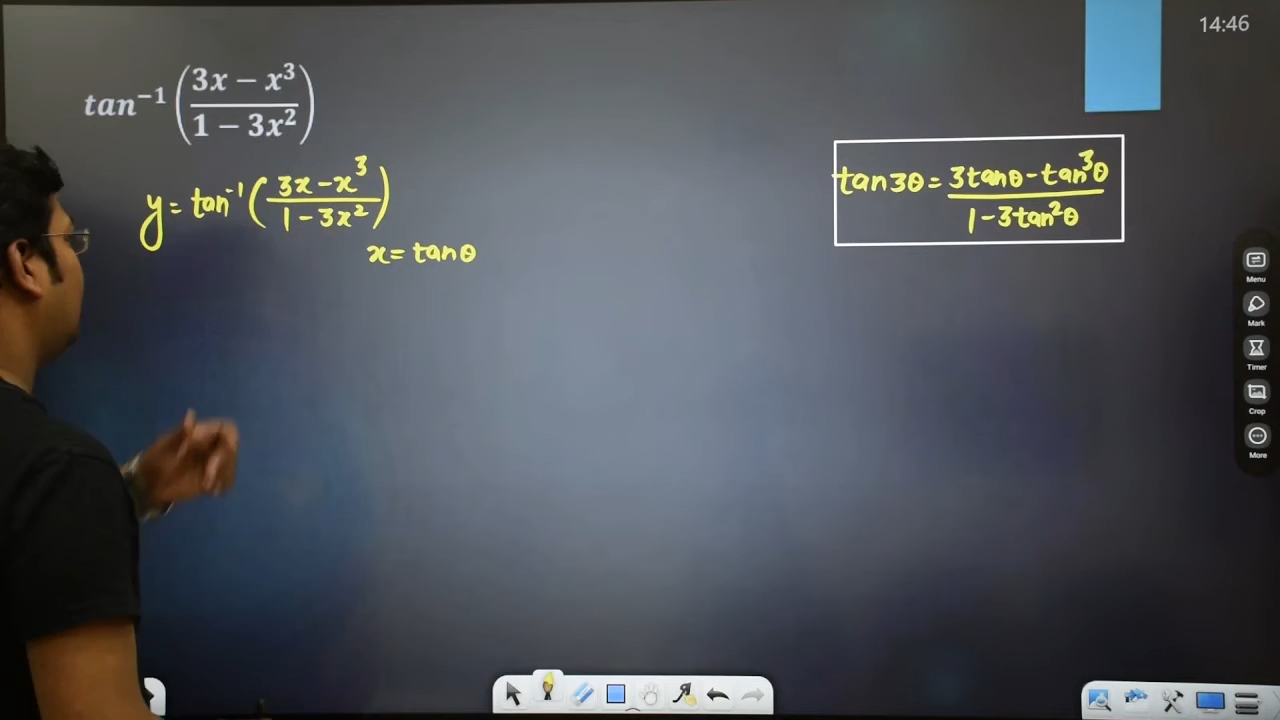 14:46
tan⁻¹((3x − x³)/(1 − 3x²))
y = tan⁻¹((3x − x³)/(1 − 3x²))
x = tanθ
tan3θ = (3tanθ − tan³θ)/(1 − 3tan²θ)
Menu
Mark
Timer
Crop
More